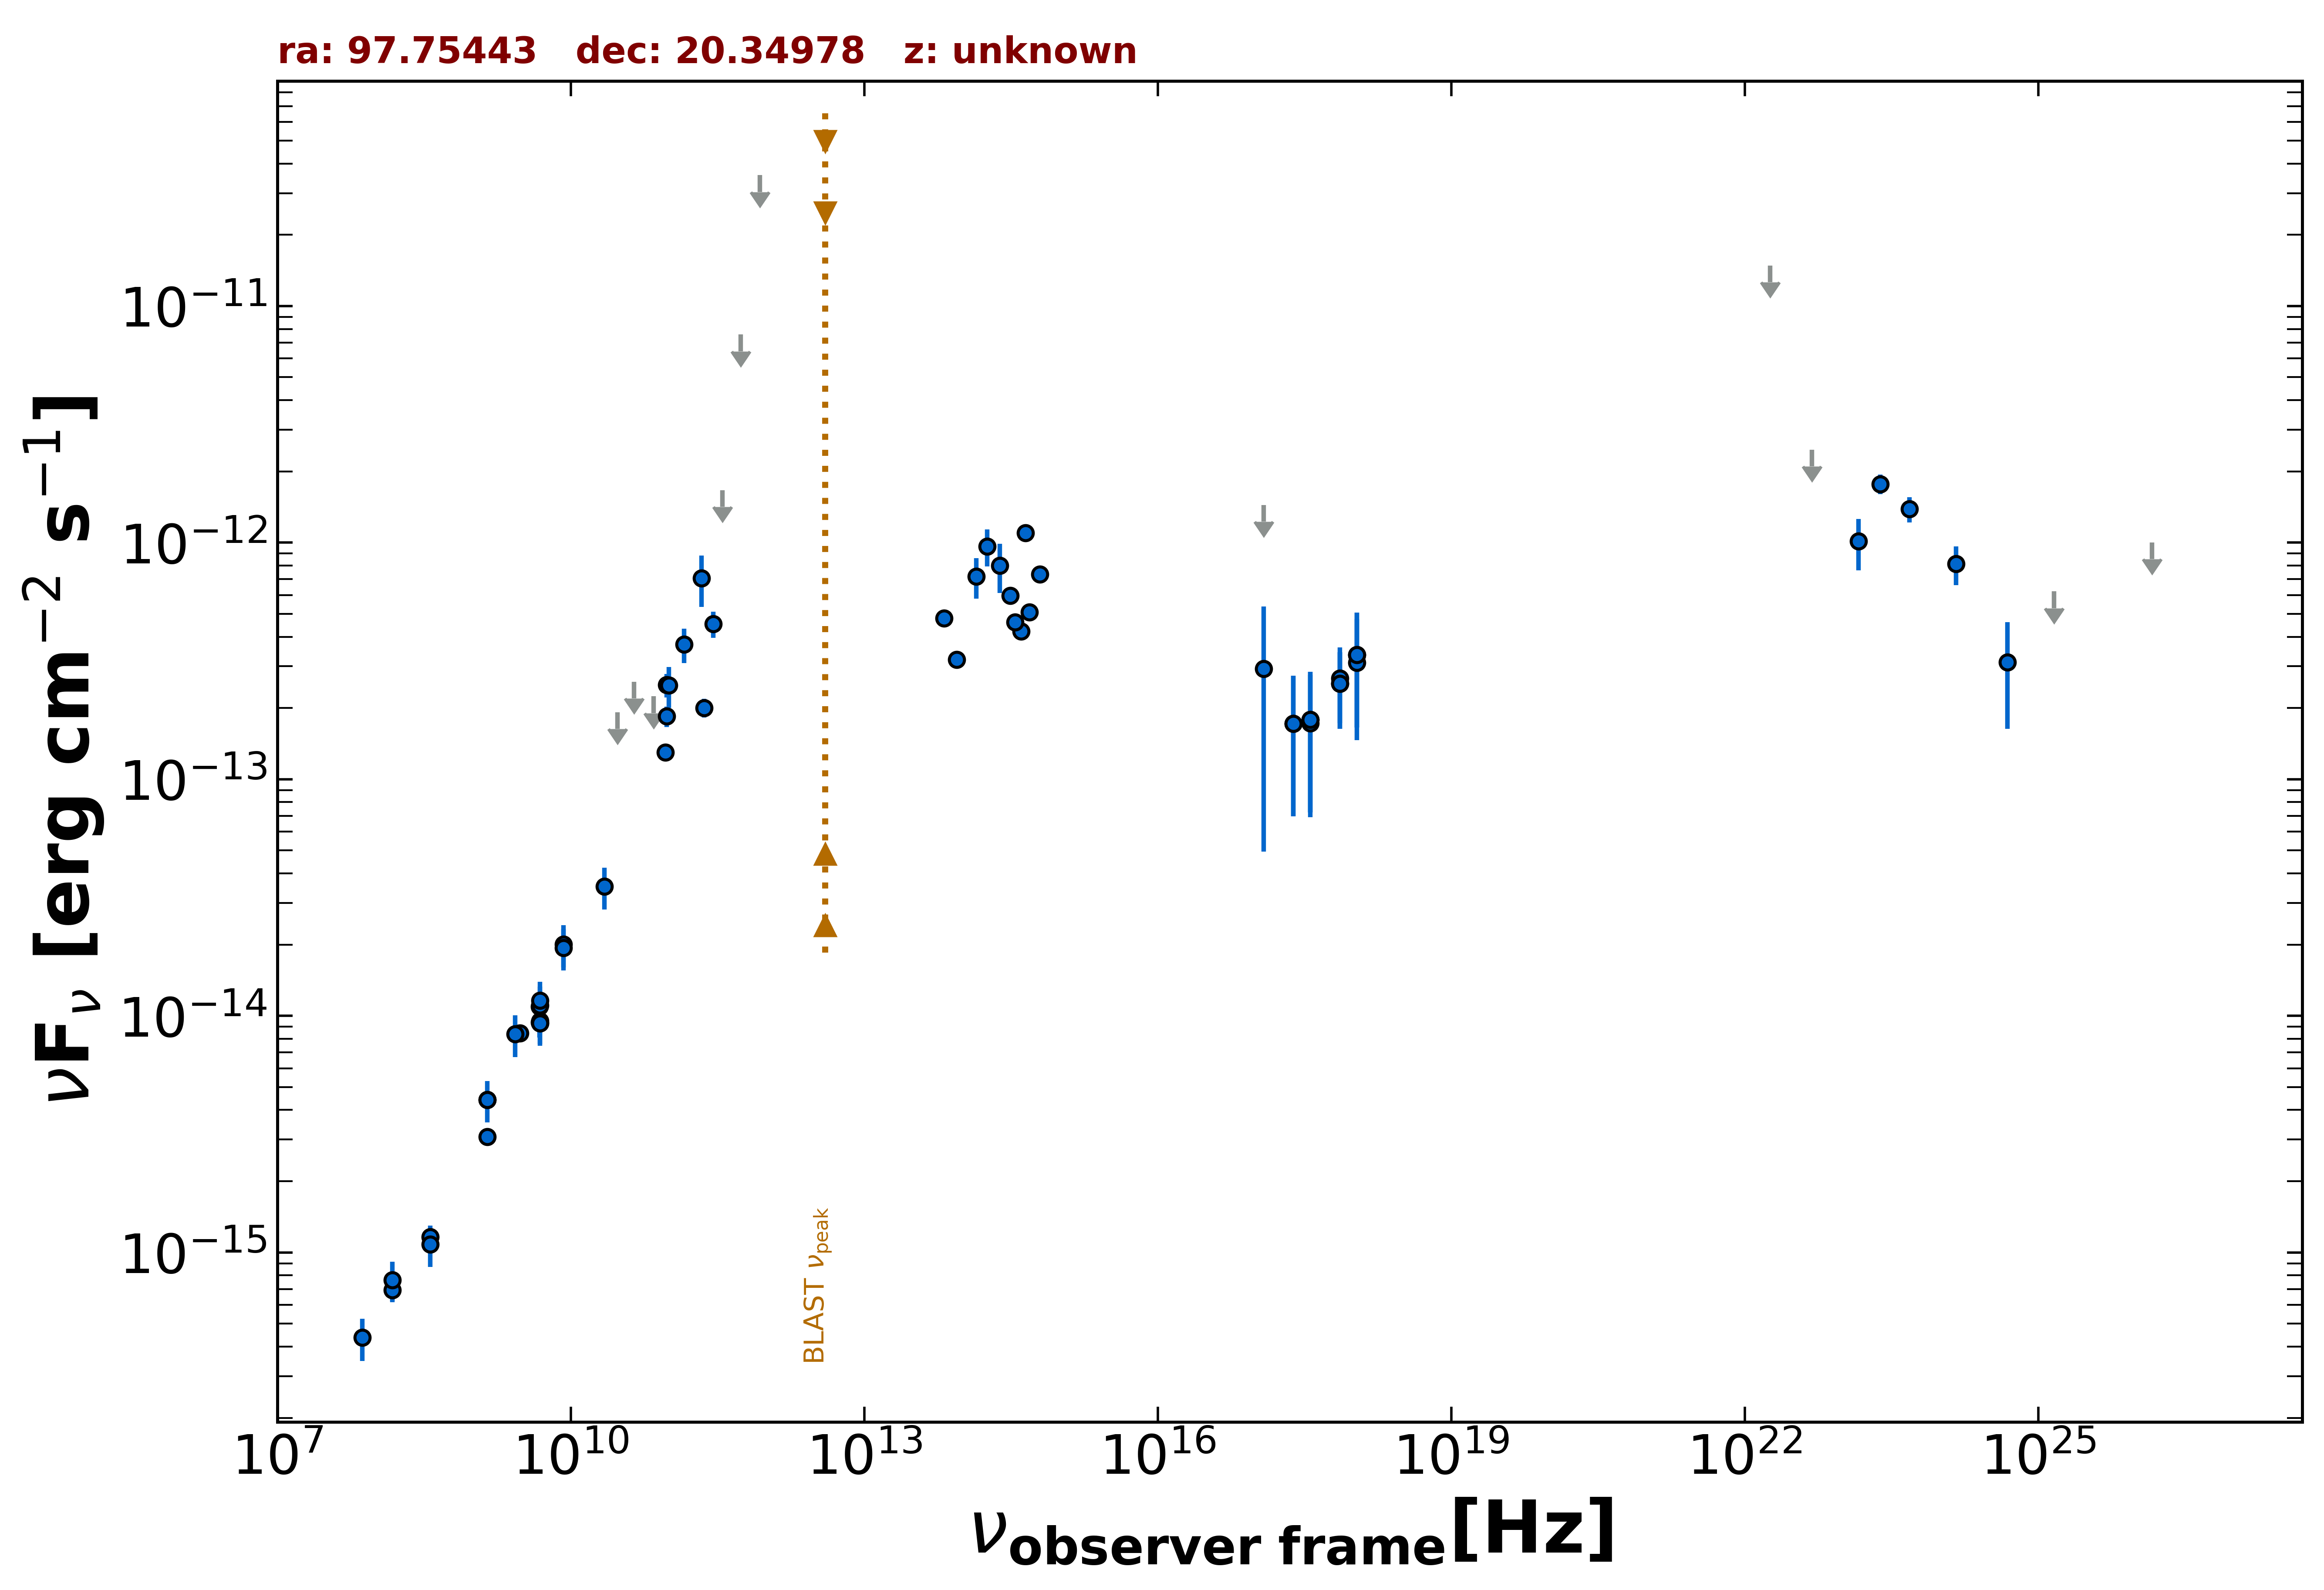 ra: 97.75443   dec: 20.34978   z: unknown
νFν [erg cm⁻² s⁻¹]
10⁻¹¹
10⁻¹²
10⁻¹³
10⁻¹⁴
10⁻¹⁵
BLAST νpeak
10⁷ 10¹⁰ 10¹³ 10¹⁶ 10¹⁹ 10²² 10²⁵
νobserver frame [Hz]